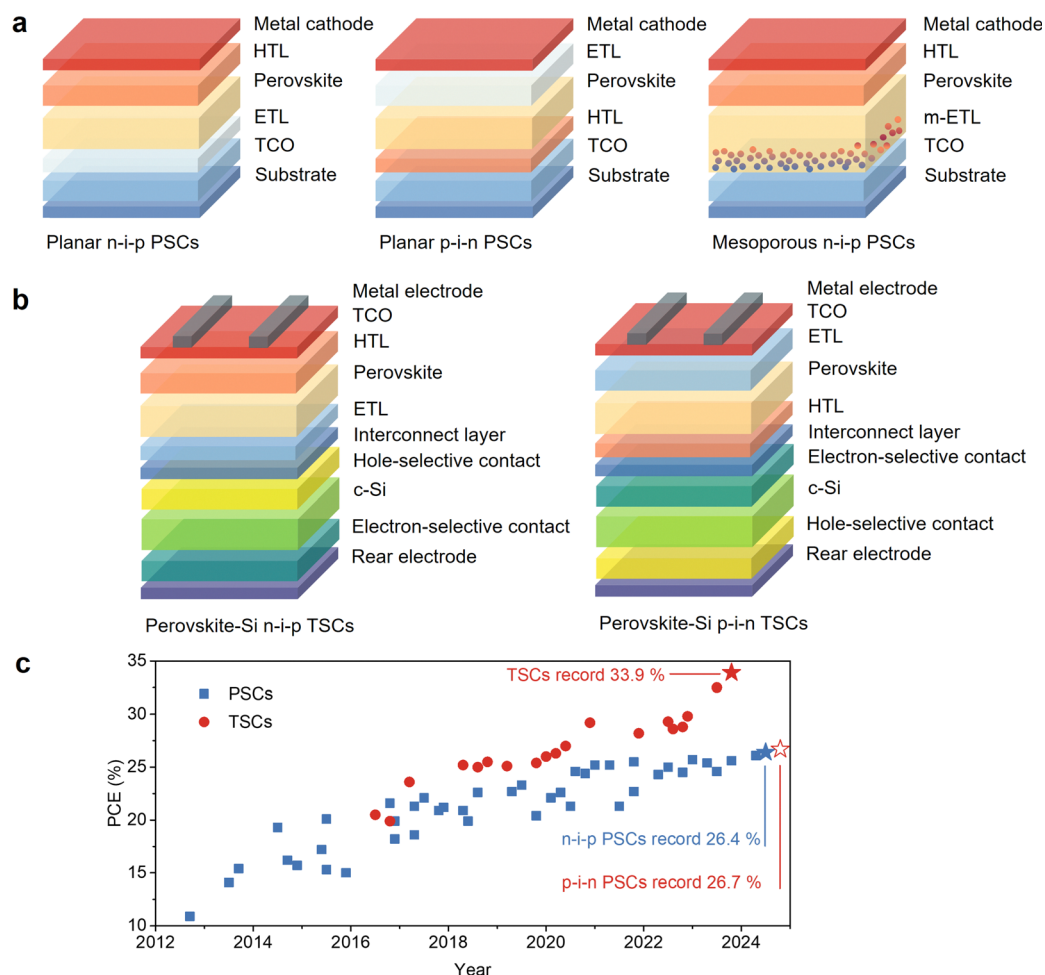 a
Metal cathode
HTL
Perovskite
ETL
TCO
Substrate
Planar n-i-p PSCs
Metal cathode
ETL
Perovskite
HTL
TCO
Substrate
Planar p-i-n PSCs
Metal cathode
HTL
Perovskite
m-ETL
TCO
Substrate
Mesoporous n-i-p PSCs
b
Metal electrode
TCO
HTL
Perovskite
ETL
Interconnect layer
Hole-selective contact
c-Si
Electron-selective contact
Rear electrode
Perovskite-Si n-i-p TSCs
Metal electrode
TCO
ETL
Perovskite
HTL
Interconnect layer
Electron-selective contact
c-Si
Hole-selective contact
Rear electrode
Perovskite-Si p-i-n TSCs
c
PCE (%)
35
30
25
20
15
10
PSCs
TSCs
TSCs record 33.9 %
n-i-p PSCs record 26.4 %
p-i-n PSCs record 26.7 %
2012
2014
2016
2018
2020
2022
2024
Year